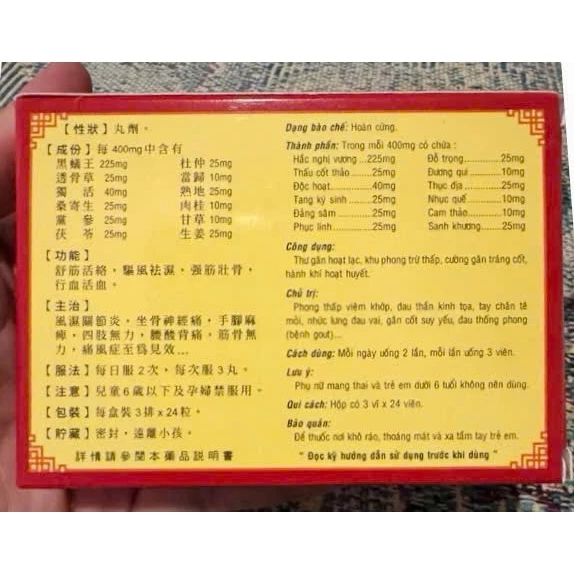 【性狀】丸劑。
【成份】每 400mg中含有
黑蟻王 225mg 杜仲 25mg
透骨草 25mg 當歸 10mg
獨 活 40mg 熟地 25mg
桑寄生 25mg 肉桂 10mg
黨 參 25mg 甘草 10mg
茯 苓 25mg 生姜 25mg
【功能】
舒筋活絡,驅風祛濕,强筋壯骨,
行血活血。
【主治】
風濕關節炎,坐骨神經痛,手腳麻
痺,四肢無力,腰酸背痛,筋骨無
力,痛風症至爲見效...
【服法】每日服2次,每次服3丸。
【注意】兒童6歲以下及孕婦禁服用。
【包裝】每盒裝3排x24粒。
【貯藏】密封,遠離小孩。
詳情請參閱本藥品説明書
Dạng bào chế: Hoàn cứng.
Thành phần: Trong mỗi 400mg có chứa :
Hắc nghị vương ...225mg Đỗ trọng..............25mg
Thấu cốt thảo..........25mg Đương qui...........10mg
Độc hoạt..................40mg Thục địa...............25mg
Tang ký sinh............25mg Nhục quế.............10mg
Đảng sâm................25mg Cam thảo.............10mg
Phục linh.................25mg Sanh khương.......25mg
Công dụng:
Thư gân hoạt lạc, khu phong trừ thấp, cường gân tráng cốt,
hành khí hoạt huyết.
Chủ trị:
Phong thấp viêm khớp, đau thần kinh tọa, tay chân tê
mỏi, nhức lưng đau vai, gân cốt suy yếu, đau thống phong
(bệnh gout)...
Cách dùng: Mỗi ngày uống 2 lần, mỗi lần uống 3 viên.
Lưu ý:
Phụ nữ mang thai và trẻ em dưới 6 tuổi không nên dùng.
Qui cách: Hộp có 3 vỉ x 24 viên.
Bảo quản:
Để thuốc nơi khô ráo, thoáng mát và xa tầm tay trẻ em.
" Đọc kỹ hướng dẫn sử dụng trước khi dùng "